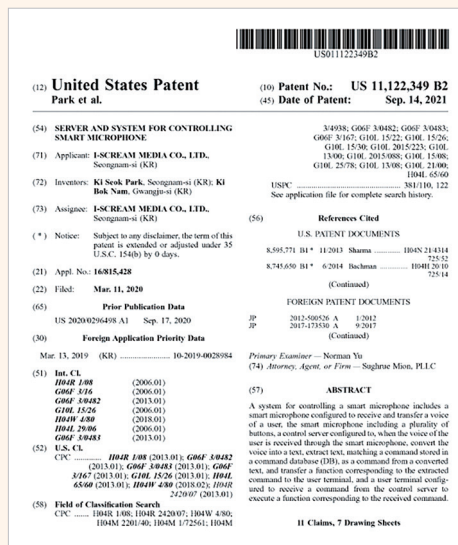 US011122349B2
(12) United States Patent
Park et al.
(10) Patent No.: US 11,122,349 B2
(45) Date of Patent: Sep. 14, 2021
(54) SERVER AND SYSTEM FOR CONTROLLING
SMART MICROPHONE
(71) Applicant: I-SCREAM MEDIA CO., LTD.,
Seongnam-si (KR)
(72) Inventors: Ki Seok Park, Seongnam-si (KR); Ki
Bok Nam, Gwangju-si (KR)
(73) Assignee: I-SCREAM MEDIA CO., LTD.,
Seongnam-si (KR)
( * ) Notice: Subject to any disclaimer, the term of this
patent is extended or adjusted under 35
U.S.C. 154(b) by 0 days.
(21) Appl. No.: 16/815,428
(22) Filed: Mar. 11, 2020
(65) Prior Publication Data
US 2020/0296498 A1 Sep. 17, 2020
(30) Foreign Application Priority Data
Mar. 13, 2019 (KR) .................... 10-2019-0028984
(51) Int. Cl.
H04R 1/08 (2006.01)
G06F 3/16 (2006.01)
G06F 3/0482 (2013.01)
G10L 15/26 (2006.01)
H04W 4/80 (2018.01)
H04L 29/06 (2006.01)
G06F 3/0483 (2013.01)
(52) U.S. Cl.
CPC ............ H04R 1/08 (2013.01); G06F 3/0482
(2013.01); G06F 3/0483 (2013.01); G06F
3/167 (2013.01); G10L 15/26 (2013.01); H04L
65/60 (2013.01); H04W 4/80 (2018.02); H04R
2420/07 (2013.01)
(58) Field of Classification Search
CPC .... H04R 1/08; H04R 2420/07; H04W 4/80;
H04M 2201/40; H04M 1/72561; H04M
3/4938; G06F 3/0482; G06F 3/0483;
G06F 3/167; G10L 15/22; G10L 15/26;
G10L 15/30; G10L 2015/223; G10L
13/00; G10L 2015/088; G10L 15/08;
G10L 25/78; G10L 13/08; G10L 21/00;
H04L 65/60
USPC .................................. 381/110, 122
See application file for complete search history.
(56) References Cited
U.S. PATENT DOCUMENTS
8,595,771 B1* 11/2013 Sharma ............ H04N 21/4314
725/52
8,745,650 B1* 6/2014 Bachman ........... H04H 20/10
725/14
(Continued)
FOREIGN PATENT DOCUMENTS
JP 2012-500526 A 1/2012
JP 2017-173530 A 9/2017
(Continued)
Primary Examiner — Norman Yu
(74) Attorney, Agent, or Firm — Sughrue Mion, PLLC
(57) ABSTRACT
A system for controlling a smart microphone includes a
smart microphone configured to receive and transfer a voice
of a user, the smart microphone including a plurality of
buttons, a control server configured to, when the voice of the
user is received through the smart microphone, convert the
voice into a text, extract text, matching a command stored in
a command database (DB), as a command from a converted
text, and transfer a function corresponding to the extracted
command to the user terminal, and a user terminal config-
ured to receive a command from the control server to
execute a function corresponding to the received command.
11 Claims, 7 Drawing Sheets